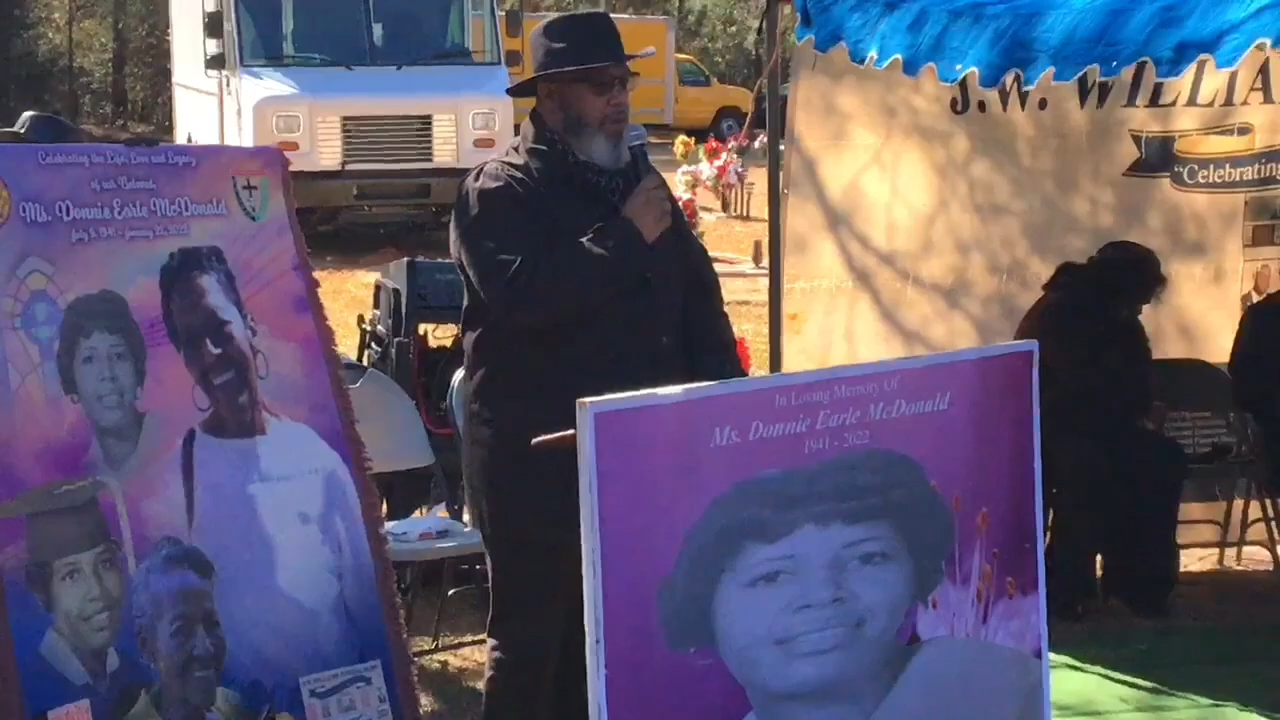 Celebrating the Life, Love and Legacy
of our Beloved,
Ms. Donnie Earle McDonald
In Loving Memory Of
Ms. Donnie Earle McDonald
1941 - 2022
J.W. WILLIA
"Celebrating